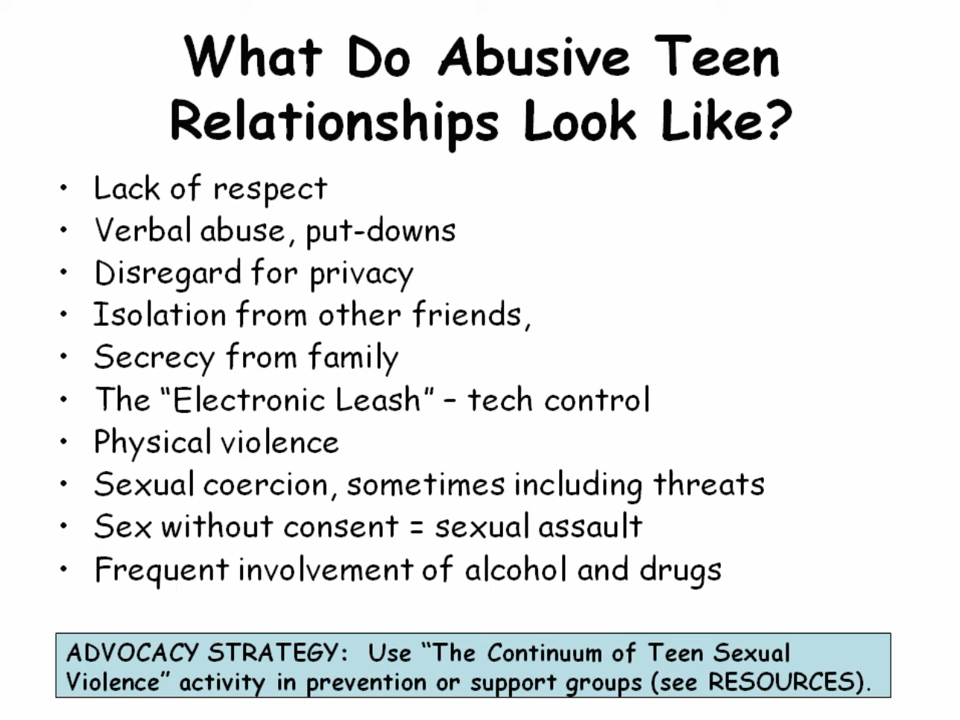 What Do Abusive Teen
Relationships Look Like?
• Lack of respect
• Verbal abuse, put-downs
• Disregard for privacy
• Isolation from other friends,
• Secrecy from family
• The “Electronic Leash” – tech control
• Physical violence
• Sexual coercion, sometimes including threats
• Sex without consent = sexual assault
• Frequent involvement of alcohol and drugs
ADVOCACY STRATEGY: Use “The Continuum of Teen Sexual
Violence” activity in prevention or support groups (see RESOURCES).